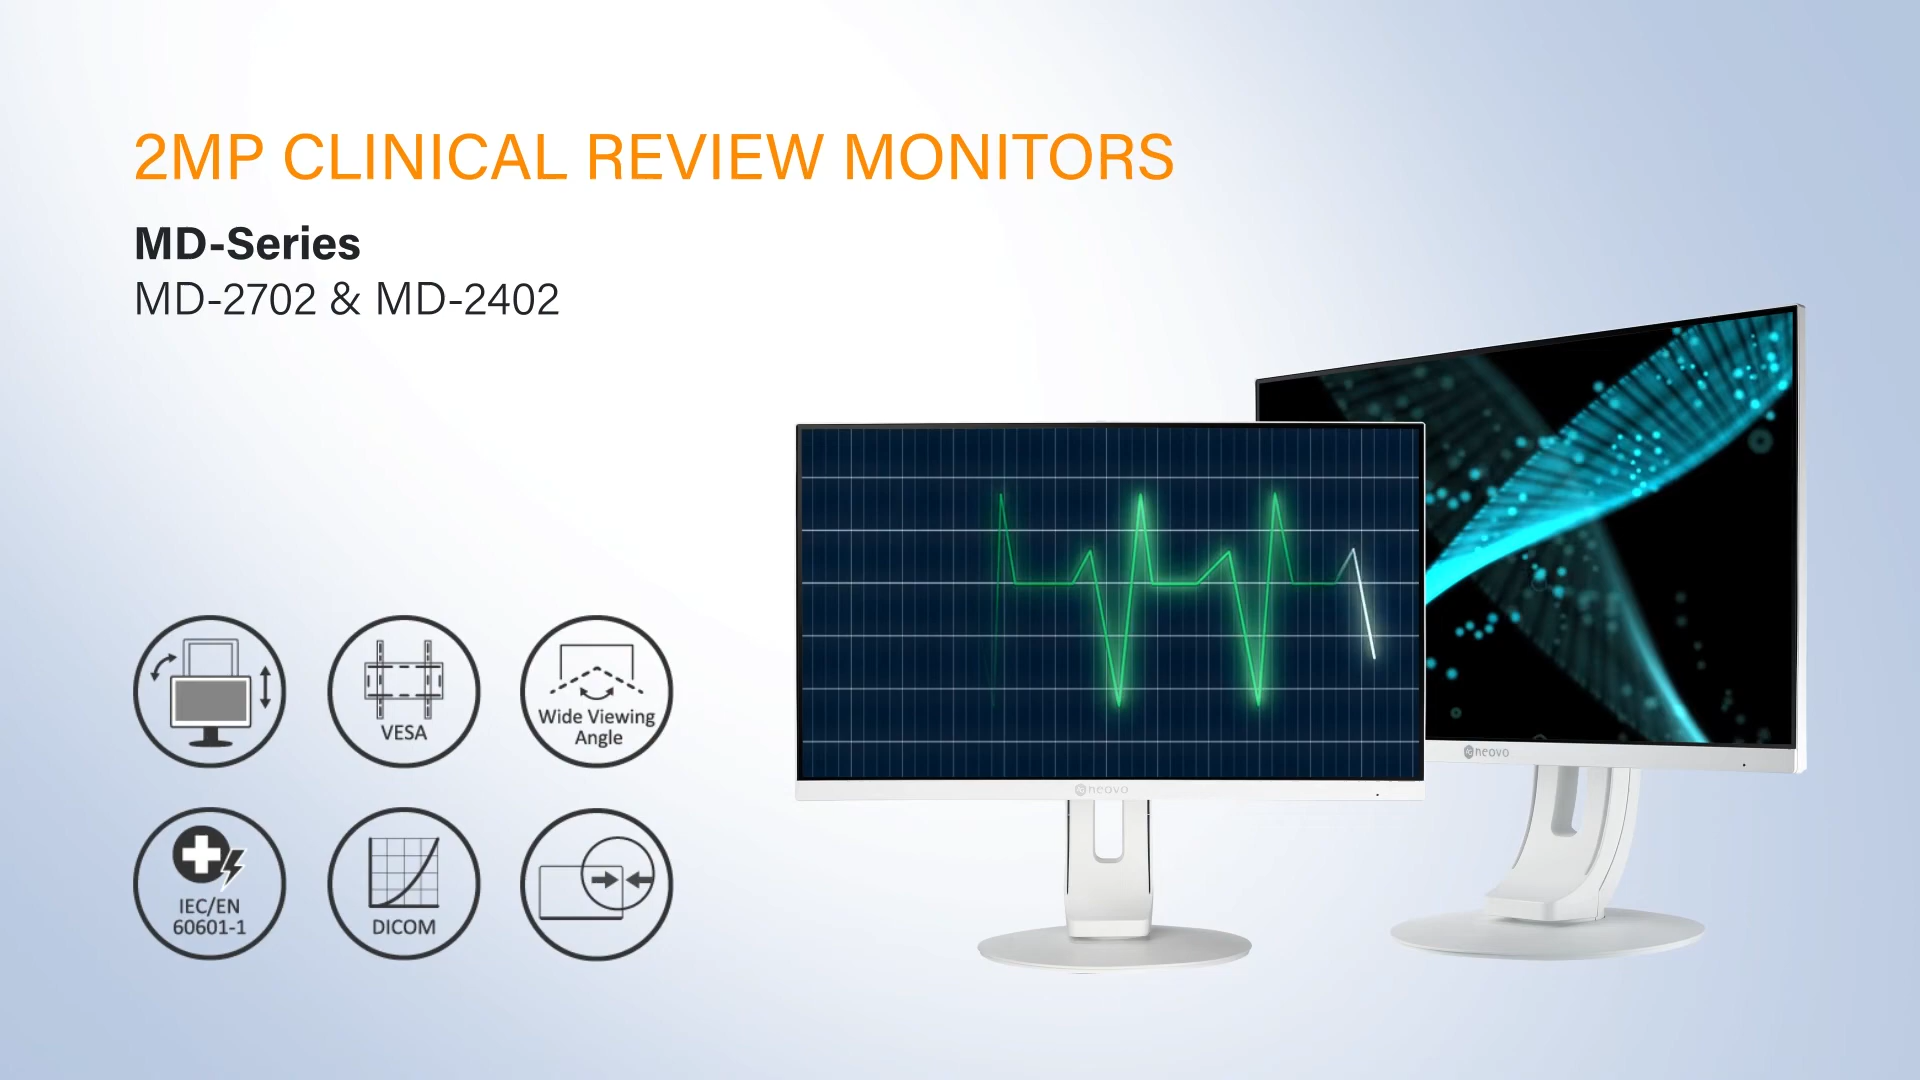 2MP CLINICAL REVIEW MONITORS
MD-Series
MD-2702 & MD-2402
VESA
Wide Viewing
Angle
IEC/EN
60601-1
DICOM
neovo
neovo